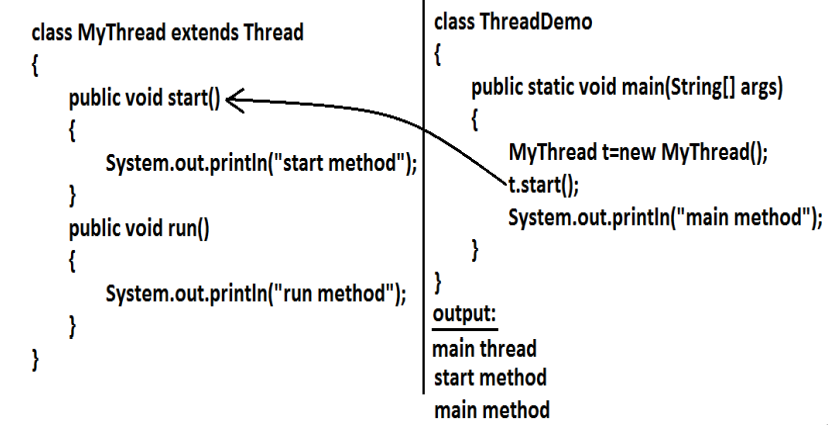 class MyThread extends Thread
{
public void start()
{
System.out.println("start method");
}
public void run()
{
System.out.println("run method");
}
}
class ThreadDemo
{
public static void main(String[] args)
{
MyThread t=new MyThread();
t.start();
System.out.println("main method");
}
}
output:
main thread
start method
main method